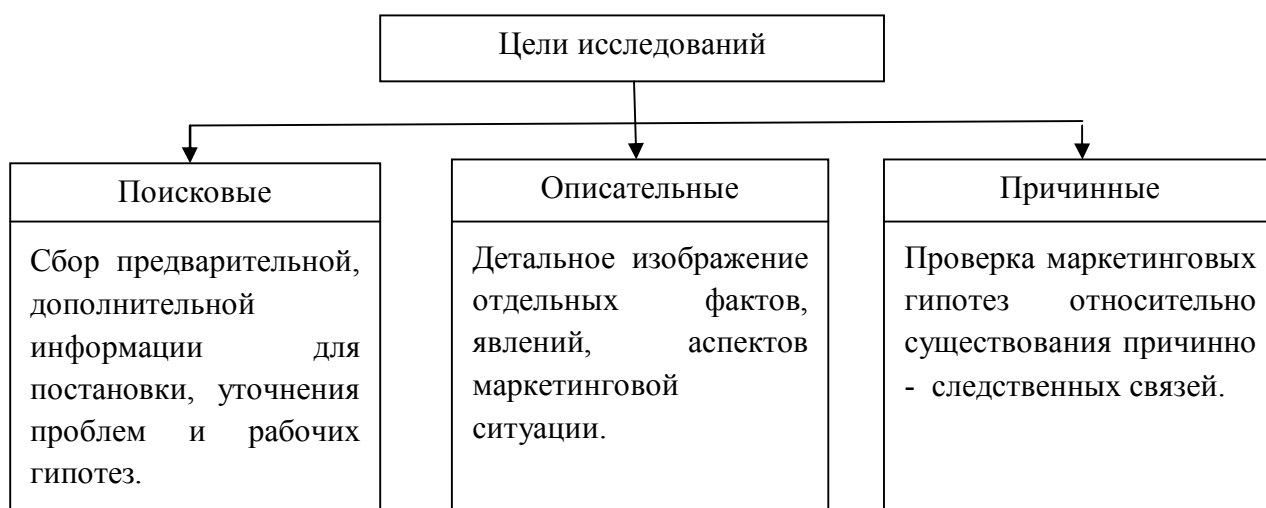 Цели исследований
Поисковые
Сбор предварительной,
дополнительной
информации для
постановки, уточнения
проблем и рабочих
гипотез.
Описательные
Детальное изображение
отдельных фактов,
явлений, аспектов
маркетинговой
ситуации.
Причинные
Проверка маркетинговых
гипотез относительно
существования причинно
- следственных связей.